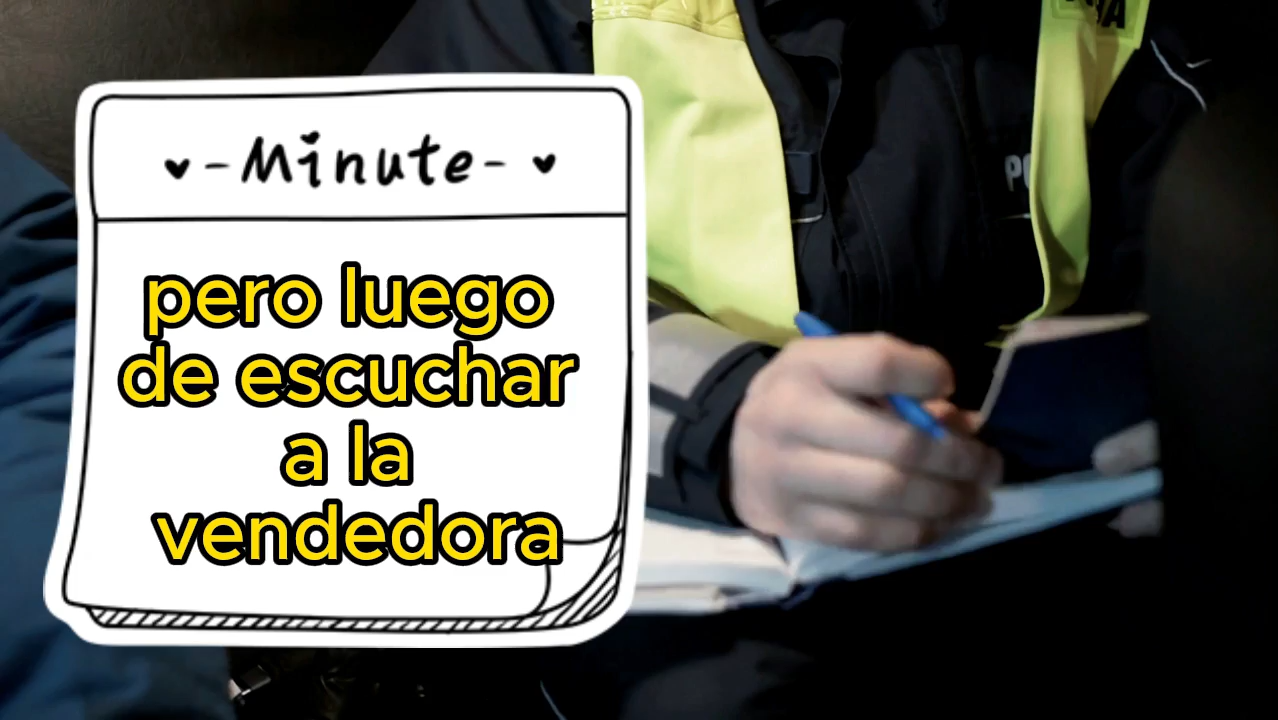 -Minute-
pero luego
de escuchar
a la
vendedora